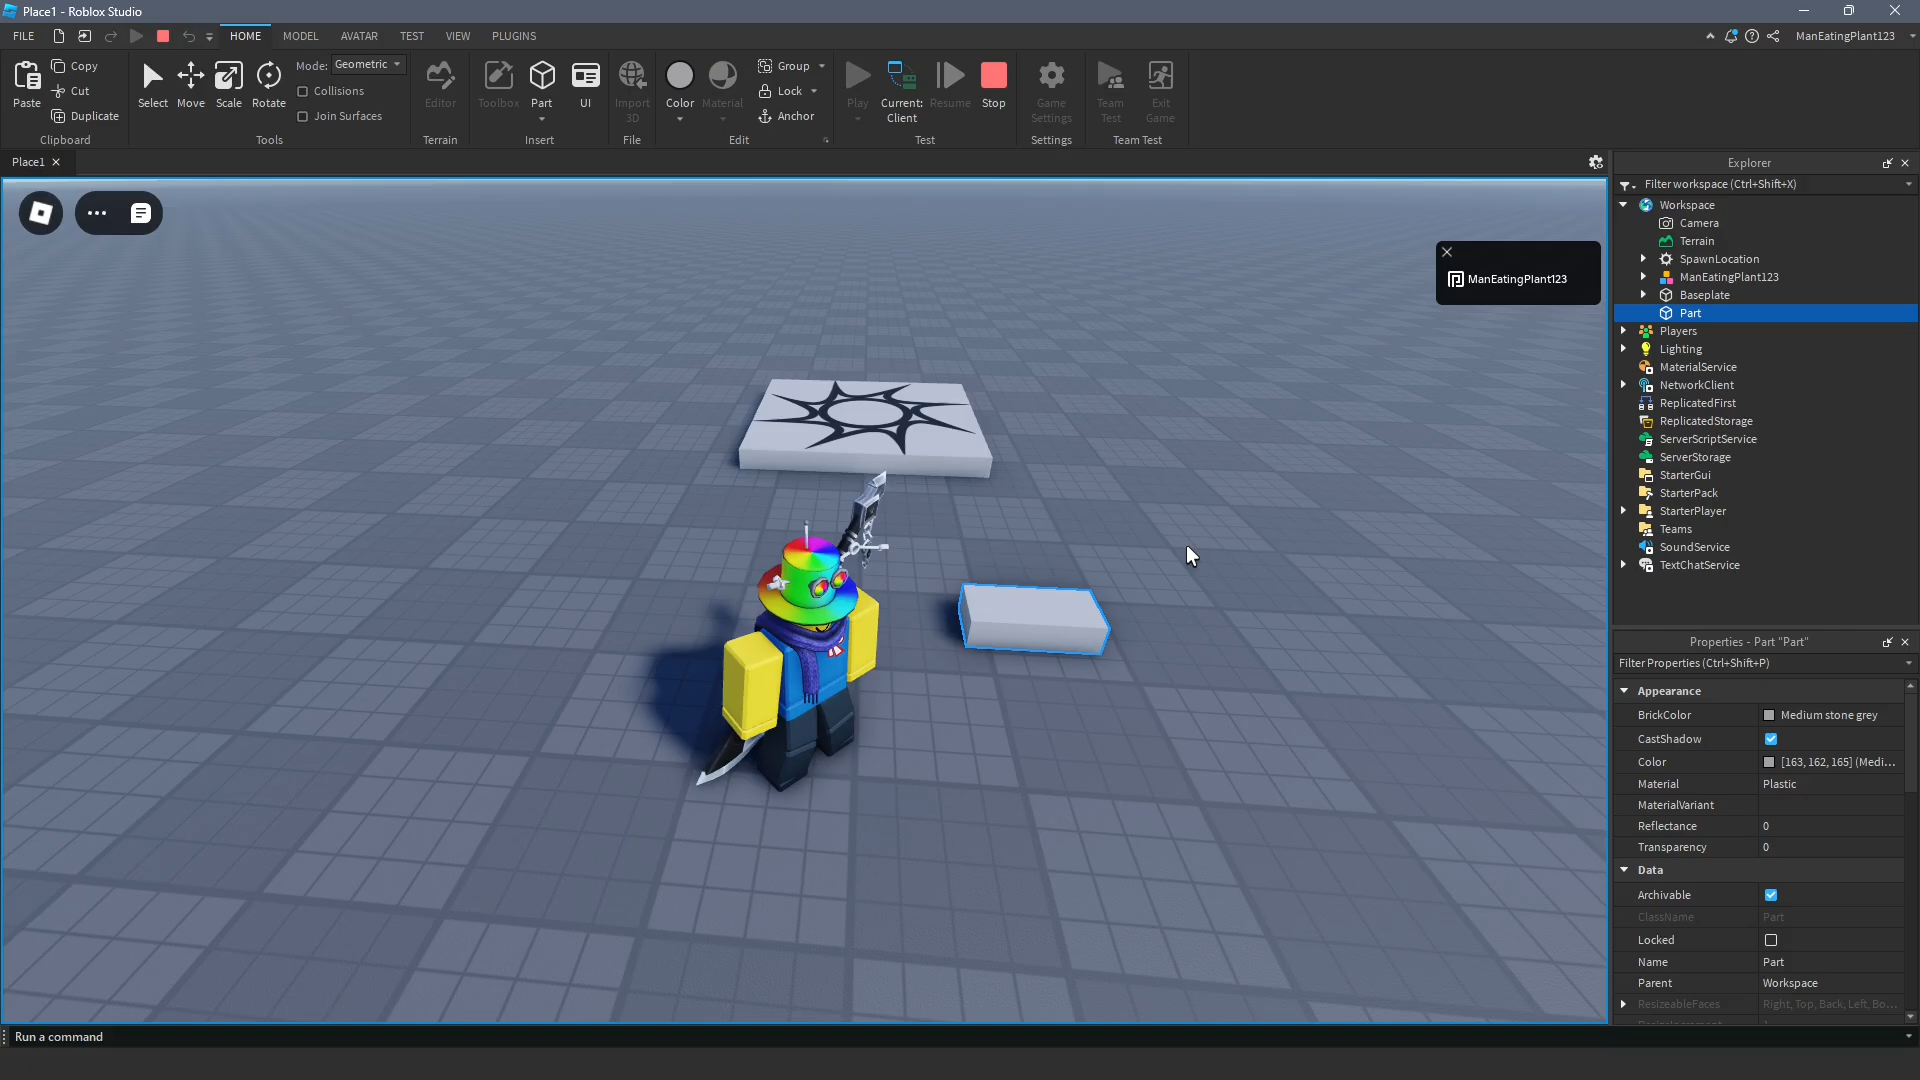 Place1 - Roblox Studio
FILE
HOME
MODEL
AVATAR
TEST
VIEW
PLUGINS
ManEatingPlant123
Paste
Copy
Cut
Duplicate
Clipboard
Select
Move
Scale
Rotate
Mode: Geometric
Collisions
Join Surfaces
Tools
Editor
Terrain
Toolbox
Part
UI
Insert
Import
3D
File
Color
Material
Group
Lock
Anchor
Edit
Play
Current:
Client
Resume
Stop
Test
Game
Settings
Settings
Team
Test
Exit
Game
Team Test
Place1
ManEatingPlant123
Explorer
Filter workspace (Ctrl+Shift+X)
Workspace
Camera
Terrain
SpawnLocation
ManEatingPlant123
Baseplate
Part
Players
Lighting
MaterialService
NetworkClient
ReplicatedFirst
ReplicatedStorage
ServerScriptService
ServerStorage
StarterGui
StarterPack
StarterPlayer
Teams
SoundService
TextChatService
Properties - Part "Part"
Filter Properties (Ctrl+Shift+P)
Appearance
BrickColor Medium stone grey
CastShadow
Color [163, 162, 165] (Medi...
Material Plastic
MaterialVariant
Reflectance 0
Transparency 0
Data
Archivable
ClassName Part
Locked
Name Part
Parent Workspace
ResizeableFaces Right, Top, Back, Left, Bo...
Run a command